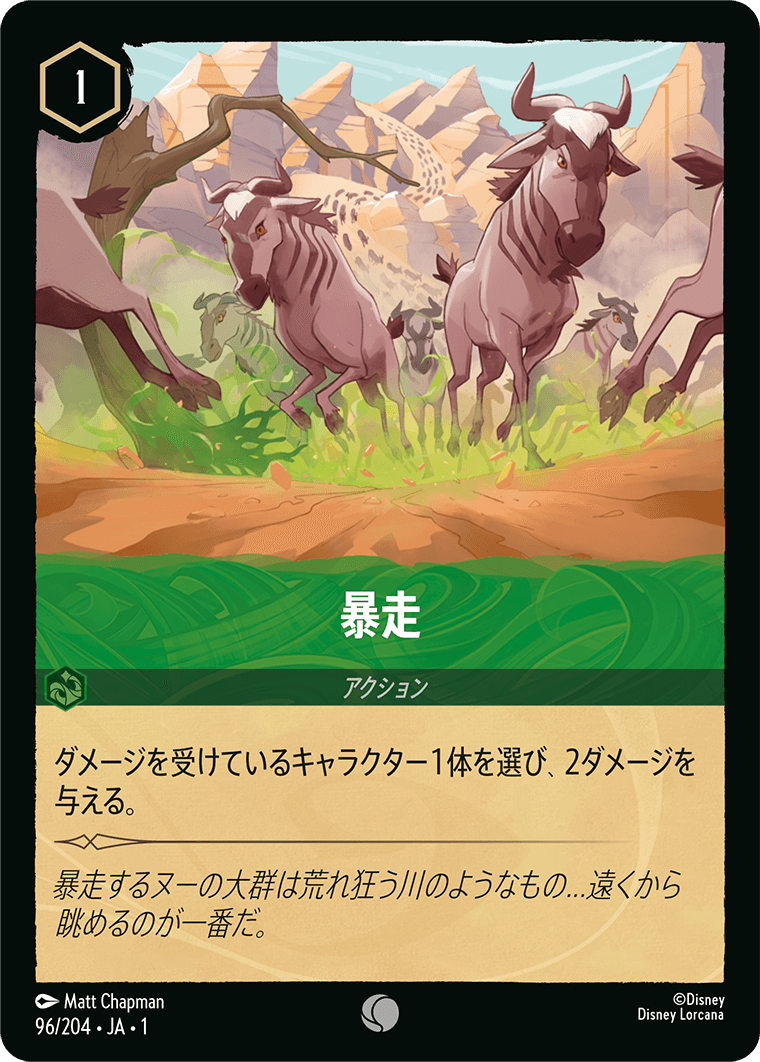 1
暴走
アクション
ダメージを受けているキャラクター1体を選び、2ダメージを
与える。
暴走するヌーの大群は荒れ狂う川のようなもの...遠くから
眺めるのが一番だ。
Matt Chapman
©Disney
96/204 • JA • 1
Disney Lorcana